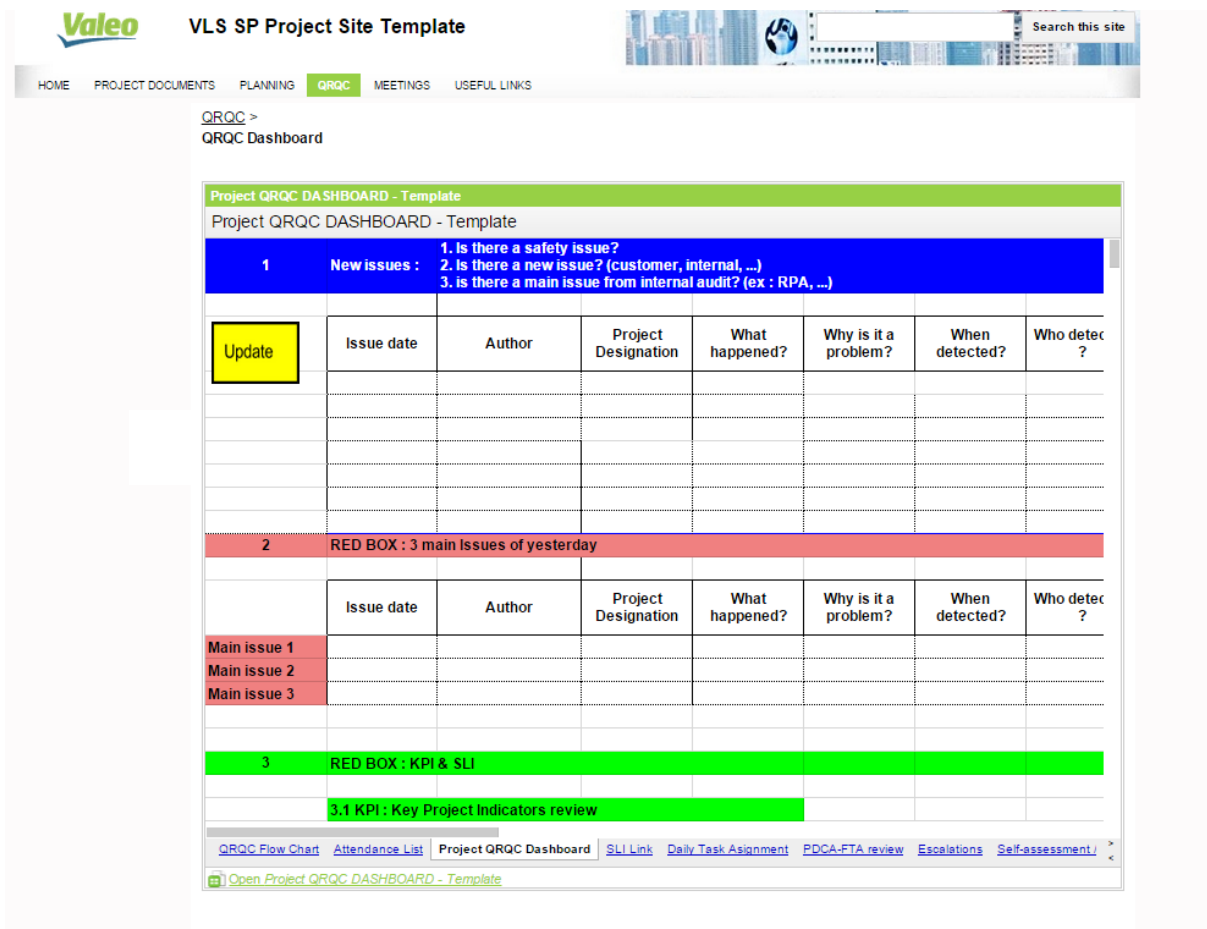 Valeo
VLS SP Project Site Template
Search this site
HOME PROJECT DOCUMENTS PLANNING QRQC MEETINGS USEFUL LINKS
QRQC >
QRQC Dashboard
Project QRQC DASHBOARD - Template
Project QRQC DASHBOARD - Template
1 New issues : 1. Is there a safety issue?
2. Is there a new issue? (customer, internal, ...)
3. is there a main issue from internal audit? (ex : RPA, ...)
Update Issue date Author Project Designation What happened? Why is it a problem? When detected? Who detec ?
2 RED BOX : 3 main Issues of yesterday
Issue date Author Project Designation What happened? Why is it a problem? When detected? Who detec ?
Main issue 1
Main issue 2
Main issue 3
3 RED BOX : KPI & SLI
3.1 KPI : Key Project Indicators review
QRQC Flow Chart Attendance List Project QRQC Dashboard SLI Link Daily Task Asignment PDCA-FTA review Escalations Self-assessment /
Open Project QRQC DASHBOARD - Template